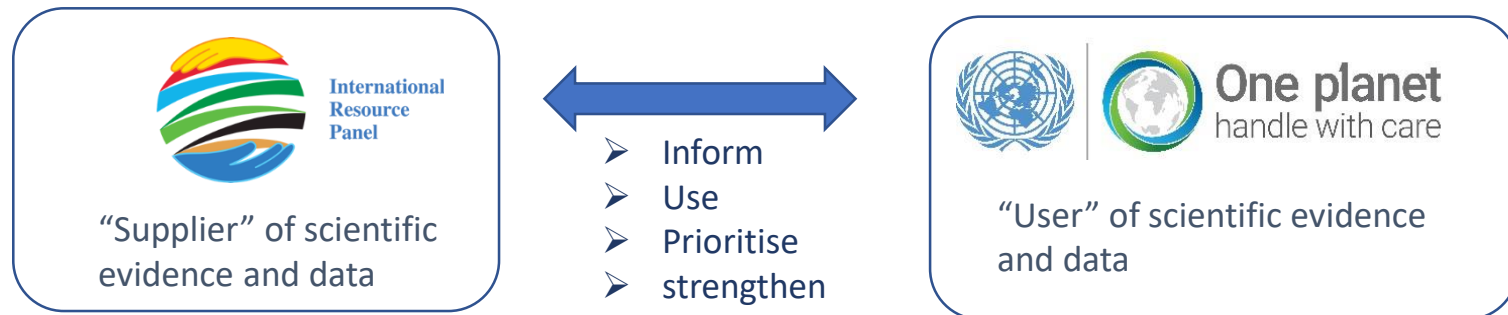 International
Resource
Panel
“Supplier” of scientific
evidence and data
➢ Inform
➢ Use
➢ Prioritise
➢ strengthen
One planet
handle with care
“User” of scientific evidence
and data